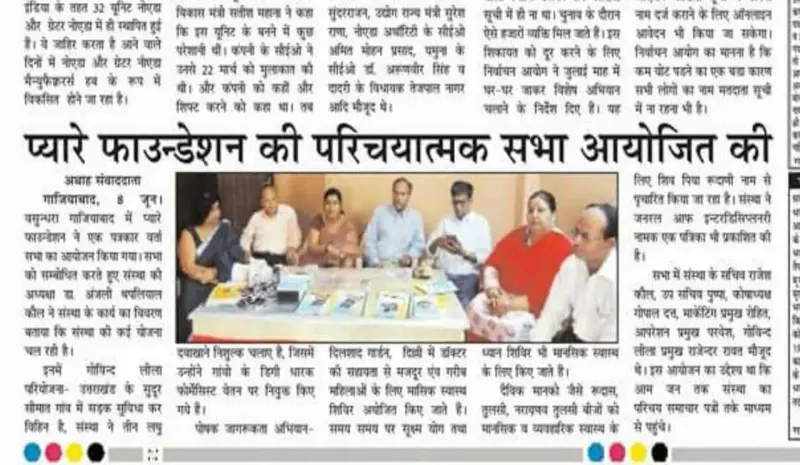 इंडिया के तहत 32 यूनिट नोएडा
और ग्रेटर नोएडा में ही स्थापित हुई
है। ये जाहिर करता है आने वाले
दिनों में नोएडा और ग्रेटर नोएडा
मैन्युफैक्चरर्स हब के रूप में
विकसित होने जा रहा है।
विकास मंत्री सतीश महाना ने कहा
कि इस यूनिट के बनने में कुछ
परेशानी थी। कंपनी के सीईओ ने
उनसे 22 मार्च को मुलाकात की
थी। और कंपनी को कहीं और
शिफ्ट करने को कहा था। तब
सुंदरराजन, उद्योग राज्य मंत्री सुरेश
राणा, नोएडा अथॉरिटी के सीईओ
अमित मोहन प्रसाद, यमुना के
सीईओ डॉ. अरूणवीर सिंह व
दादरी के विधायक तेजपाल नागर
आदि मौजूद थे।
सूची में ही ना था। चुनाव के दौरान
ऐसे हजारों व्यक्ति मिल जाते है। इस
शिकायत को दूर करने के लिए
निर्वाचन आयोग ने जुलाई माह में
घर-घर जाकर विशेष अभियान
चलाने के निर्देश दिए हैं। यह
नाम दर्ज कराने के लिए ऑनलाइन
आवेदन भी किया जा सकेगा।
निर्वाचन आयोग का मानना है कि
कम वोट पडने का एक बडा कारण
सभी लोगों का नाम मतदाता सूची
में ना रहना भी है।
प्यारे फाउन्डेशन की परिचयात्मक सभा आयोजित की
अथाह संवाददाता
गाजियाबाद, 8 जून।
वसुन्धरा गाजियाबाद में प्यारे
फाउन्डेशन ने एक पत्रकार वर्ता
सभा का आयोजन किया गया। सभा
को सम्बोधित करते हुए संस्था की
अध्यक्षा डा. अंजली थपलियाल
कौल ने संस्था के कार्य का विवरण
बताया कि संस्था की कई योजना
चल रही है।
इनमें गोविन्द लीला
परियोजना- उत्तराखंड के सुदूर
सीमात गांव में सड़क सुविधा कर
विहिन है, संस्था ने तीन लघु
दवाखाने निशुल्क चलाए है, जिसमें
उन्होंने गांधो के डिग्री धारक
फोर्मेसिस्ट वेतन पर नियुक्त किए
गये है।
पोषक जागरूकता अभियान-
दिलशाद गार्डन, दिल्ली में डॉक्टर
की सहायता से मजदूर एंव गरीब
महिलाओं के लिए मासिक स्वास्थ
शिविर अयोजित किए जाते है।
समय समय पर सूक्ष्म योग तथा
ध्यान शिविर भी मानसिक स्वास्थ
के लिए किए जाते हैं।
दैविक मानको जैसे रूदास,
तुलसी, नरायणव तुलसी बीजों को
मानसिक व व्यवहारिक स्वास्थ के
लिए शिव पिया रूदाणी नाम से
पृचारित किया जा रहा है। संस्था ने
जनरल आफ इन्टरडिसिप्लनरी
नामक एक पत्रिका भी प्रकाशित की
है।
सभा में संस्था के सचिव राजेश
कौल, उप सचिव पुष्पा, कोषाध्यक्ष
गोपाल दत्त, मार्केटिंग प्रमुख रोहित,
आपरेशन प्रमुख परवेश, गोविन्द
लीला प्रमुख राजेन्दर रावत मौजूद
थे। इस आयोजन का उद्देश्य था कि
आम जन तक संस्था का
परिचय समाचार पत्रों तके माध्यम
से पहुंचे।